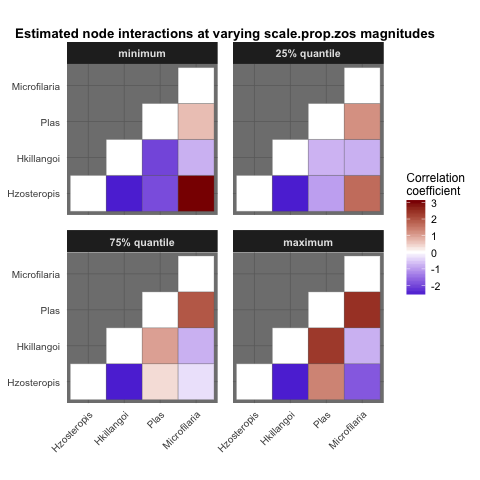 Estimated node interactions at varying scale.prop.zos magnitudes
minimum
25% quantile
Microfilaria
Plas
Hkillangoi
Hzosteropis
75% quantile
maximum
Microfilaria
Plas
Hkillangoi
Hzosteropis
Hzosteropis
Hkillangoi
Plas
Microfilaria
Hzosteropis
Hkillangoi
Plas
Microfilaria
Correlation
coefficient
3
2
1
0
-1
-2